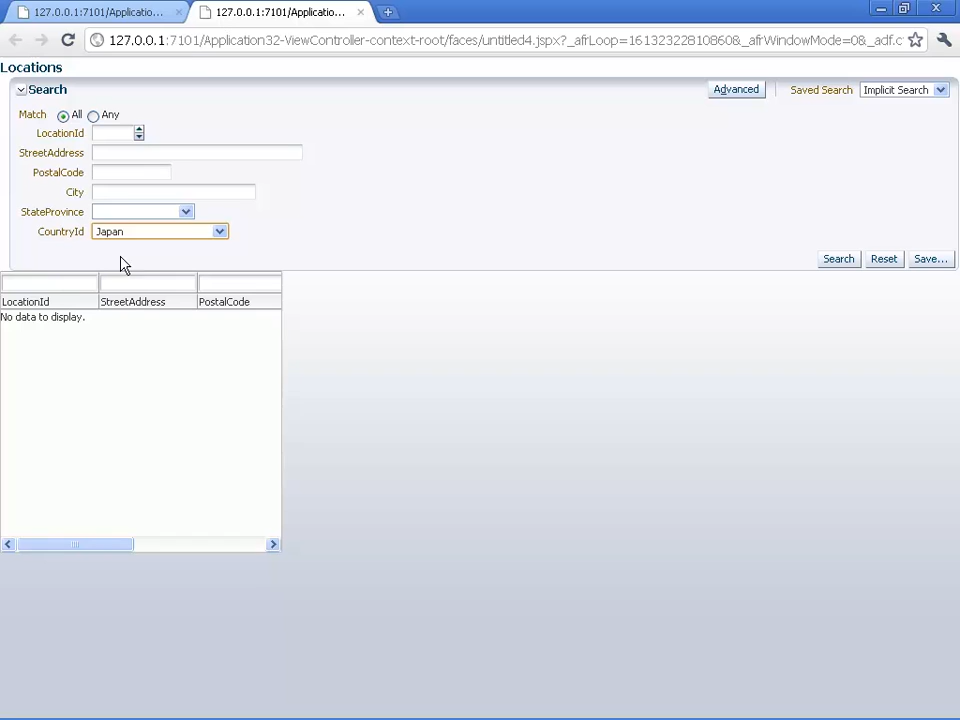 127.0.0.1:7101/Applicatio... 127.0.0.1:7101/Applicatio...
127.0.0.1:7101/Application32-ViewController-context-root/faces/untitled4.jspx?_afrLoop=16132322810860&_afrWindowMode=0&_adf.c
Locations
Search Advanced Saved Search Implicit Search
Match All Any
LocationId
StreetAddress
PostalCode
City
StateProvince
CountryId Japan
Search Reset Save...
LocationId StreetAddress PostalCode
No data to display.